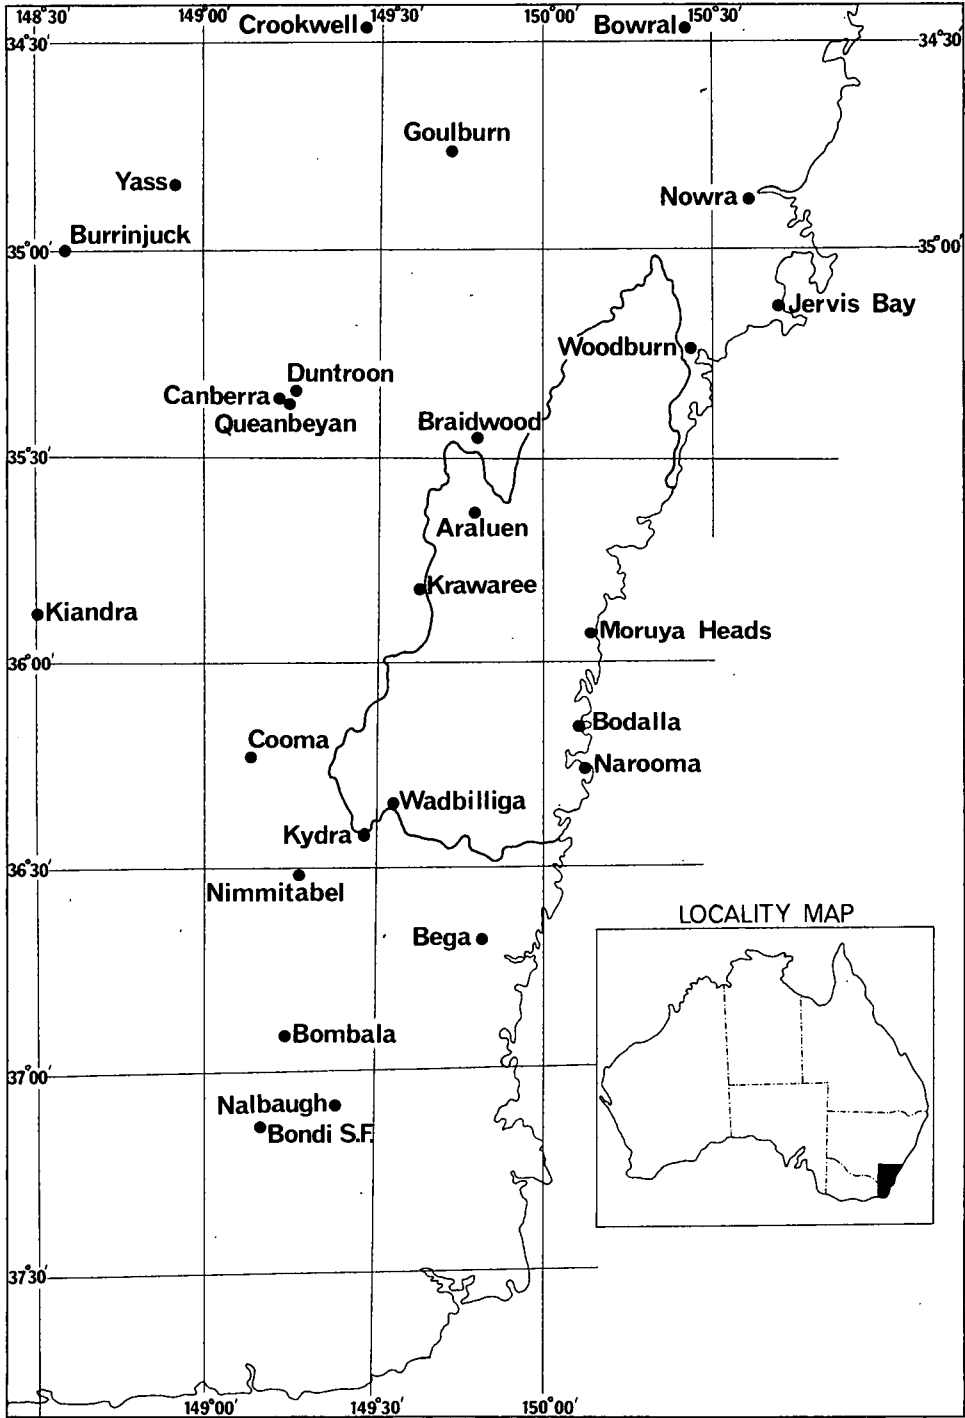 148°30' 149°00' 149°30' 150°00' 150°30'
Crookwell Bowral
34°30' 34°30'
Goulburn
Yass
Nowra
Burrinjuck
35°00' 35°00'
Jervis Bay
Woodburn
Duntroon
Canberra
Queanbeyan
Braidwood
35°30'
Araluen
Krawaree
Kiandra
Moruya Heads
36°00'
Bodalla
Cooma
Narooma
Wadbilliga
Kydra
36°30'
Nimmitabel
LOCALITY MAP
Bega
Bombala
37°00'
Nalbaugh
Bondi S.F.
37°30'
149°00' 149°30' 150°00'